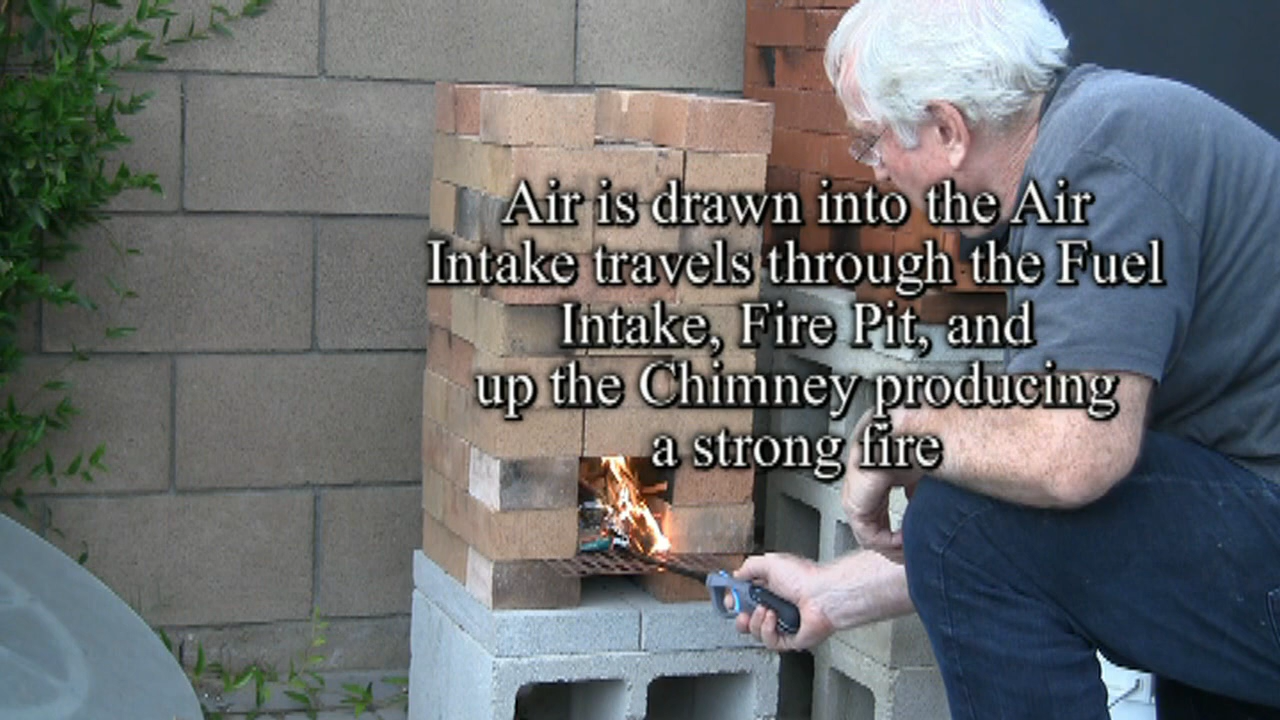 Air is drawn into the Air
Intake travels through the Fuel
Intake, Fire Pit, and
up the Chimney producing
a strong fire